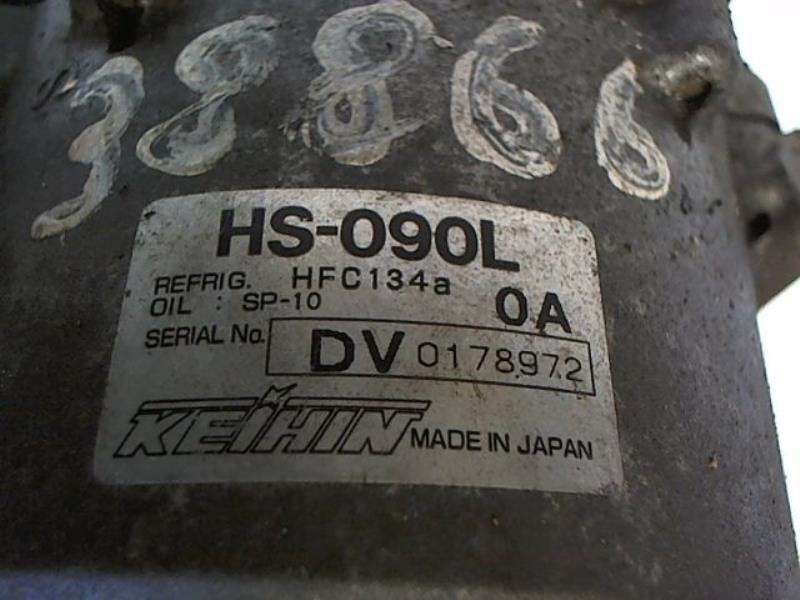 38866
HS-090L
REFRIG. HFC134a
OIL : SP-10 0A
SERIAL No. DV 0178972
KEIHIN MADE IN JAPAN